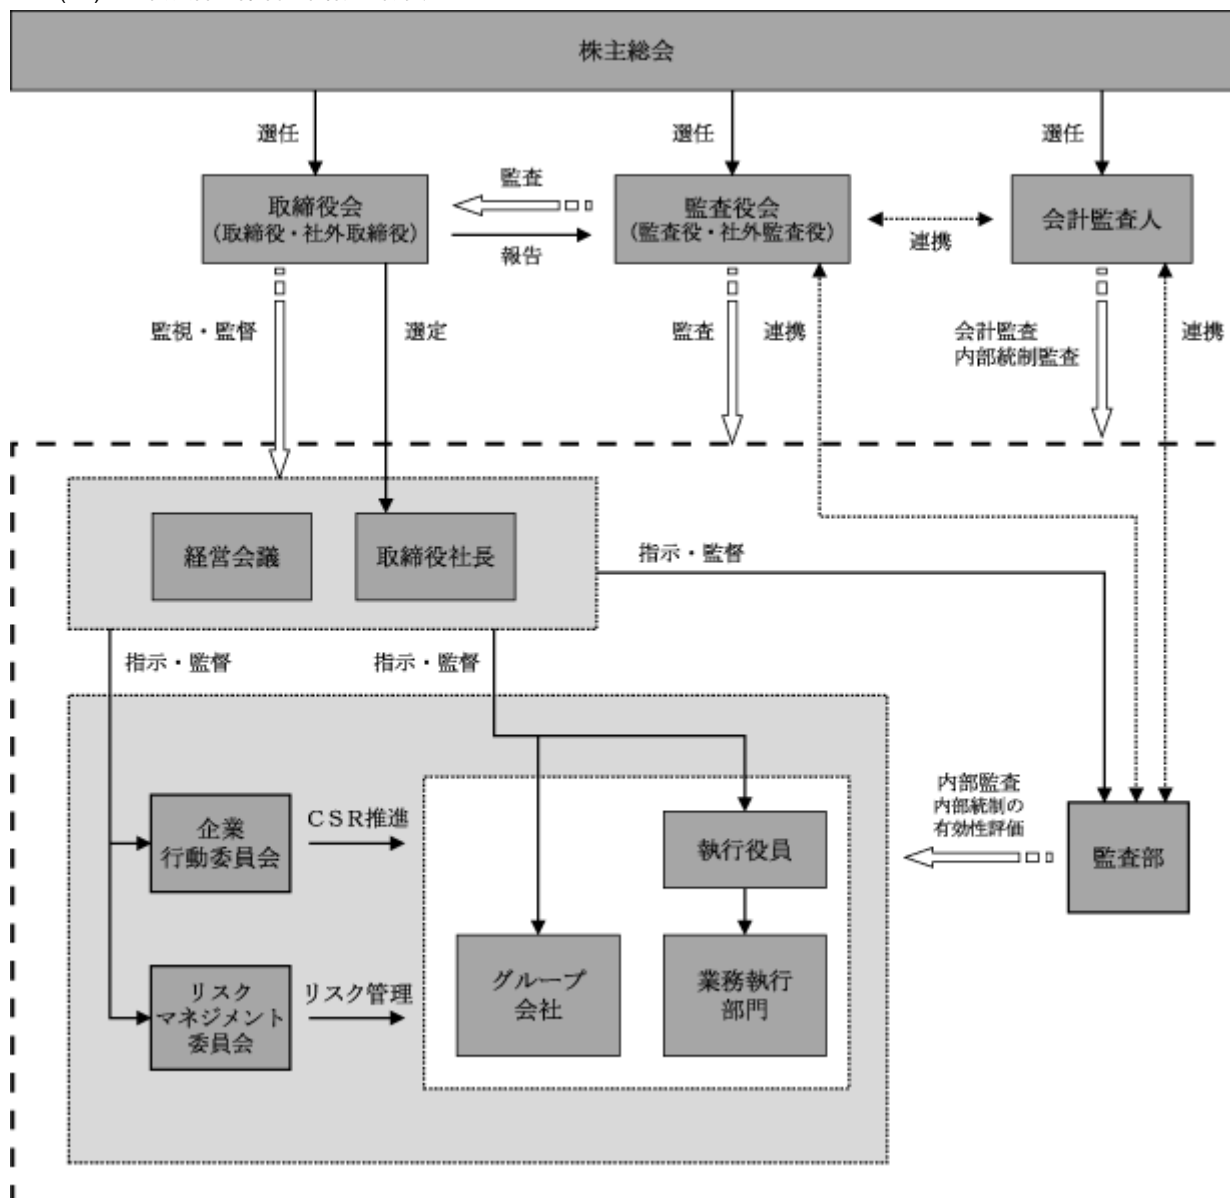 株主総会
選任
選任
選任
取締役会
(取締役・社外取締役)
監査
報告
監査役会
(監査役・社外監査役)
連携
会計監査人
監視・監督
選定
監査
連携
会計監査
内部統制監査
連携
経営会議
取締役社長
指示・監督
指示・監督
指示・監督
企業
行動委員会
CSR推進
執行役員
内部監査
内部統制の
有効性評価
監査部
リスク
マネジメント
委員会
リスク管理
グループ
会社
業務執行
部門